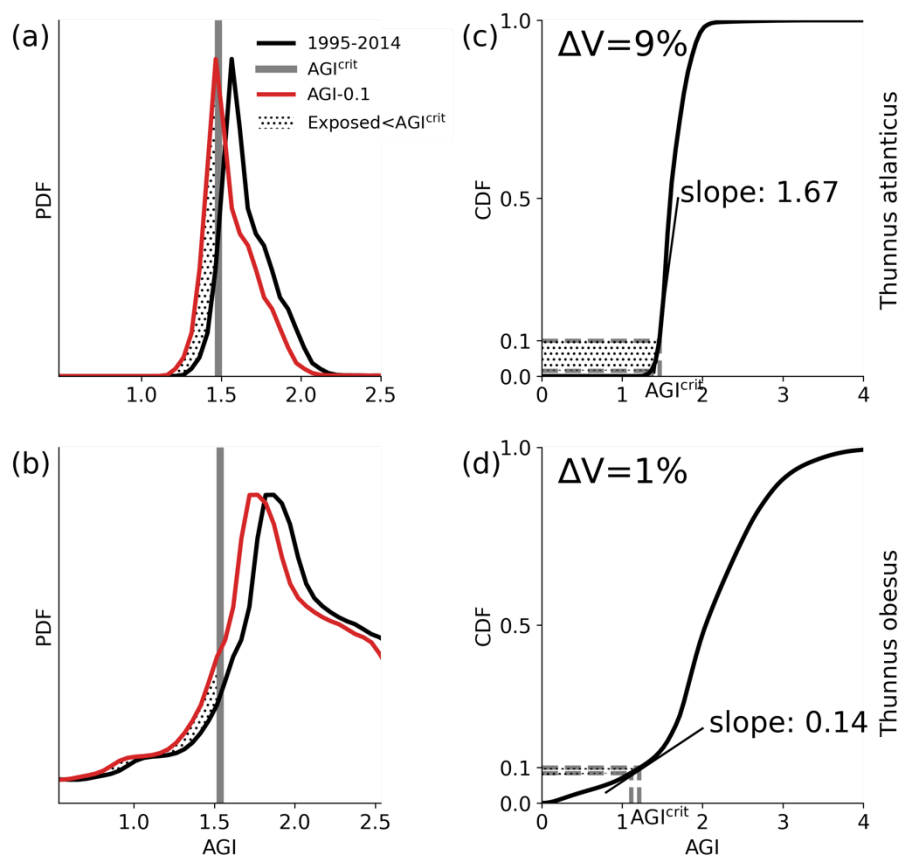 (a)
PDF
1995-2014
AGI^crit
AGI-0.1
Exposed<AGI^crit
1.0 1.5 2.0 2.5
(c)
ΔV=9%
CDF
1.0
0.5
0.1
0.0
slope: 1.67
AGI^crit
0 1 2 3 4
Thunnus atlanticus
(b)
PDF
1.0 1.5 2.0 2.5
AGI
(d)
ΔV=1%
CDF
1.0
0.5
0.1
0.0
slope: 0.14
AGI^crit
0 1 2 3 4
AGI
Thunnus obesus